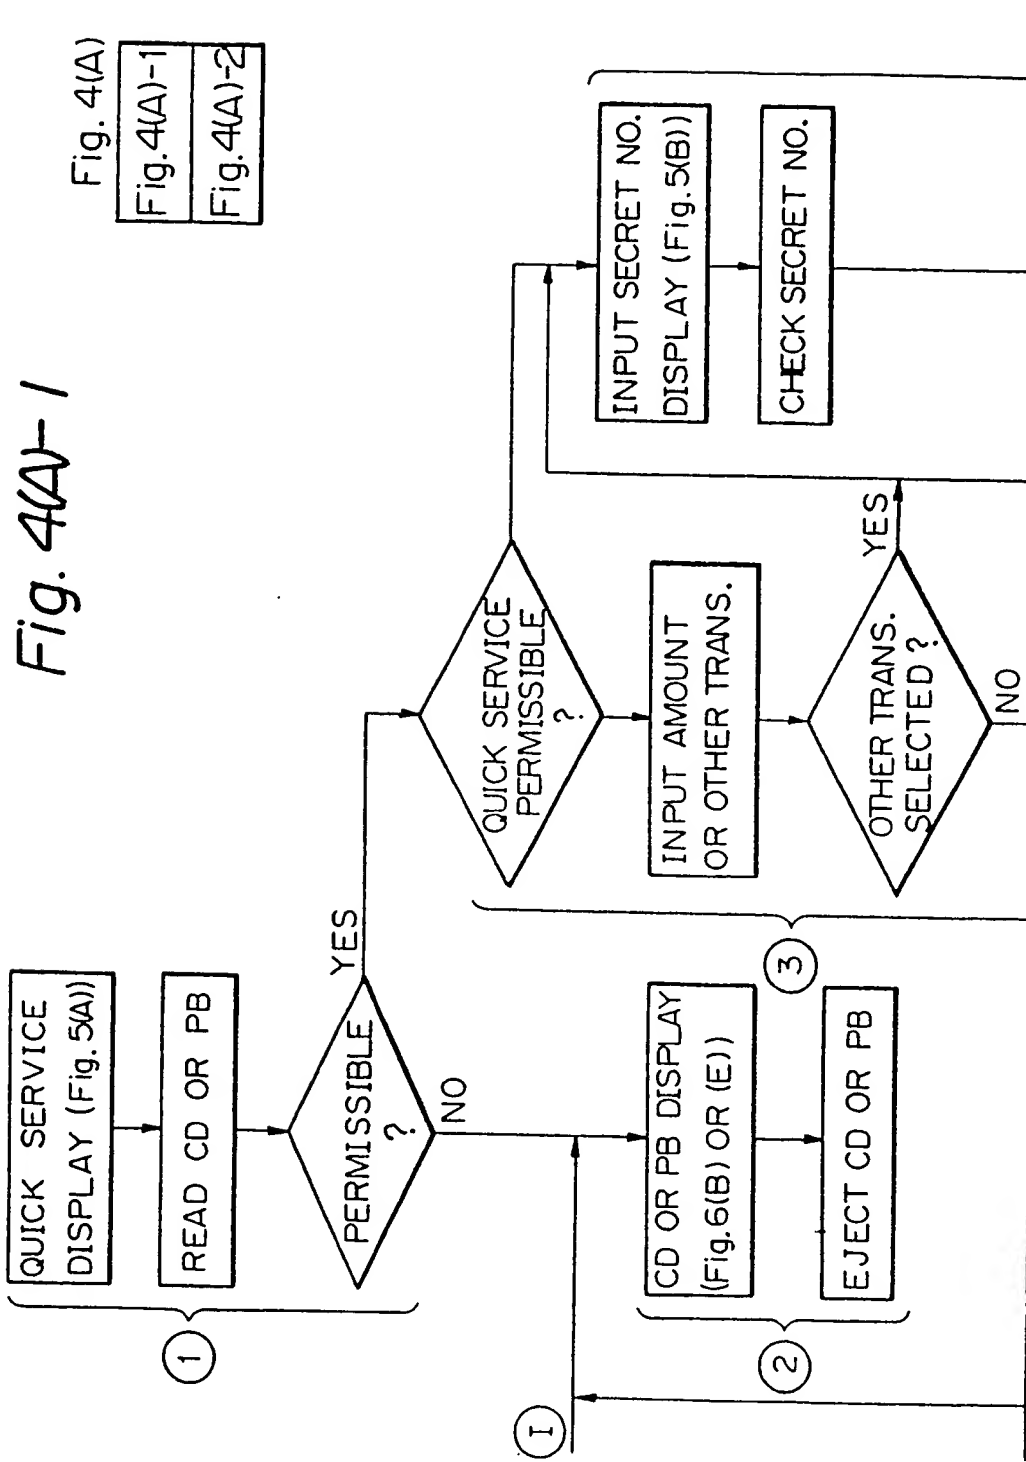 Fig. 4(A)-1
Fig. 4(A)
Fig.4(A)-1
Fig.4(A)-2
QUICK SERVICE
DISPLAY (Fig.5(A))
READ CD OR PB
PERMISSIBLE
?
YES
NO
1
I
CD OR PB DISPLAY
(Fig.6(B) OR (E))
EJECT CD OR PB
2
QUICK SERVICE
PERMISSIBLE
?
INPUT AMOUNT
OR OTHER TRANS.
OTHER TRANS.
SELECTED ?
YES
NO
3
INPUT SECRET NO.
DISPLAY (Fig.5(B))
CHECK SECRET NO.